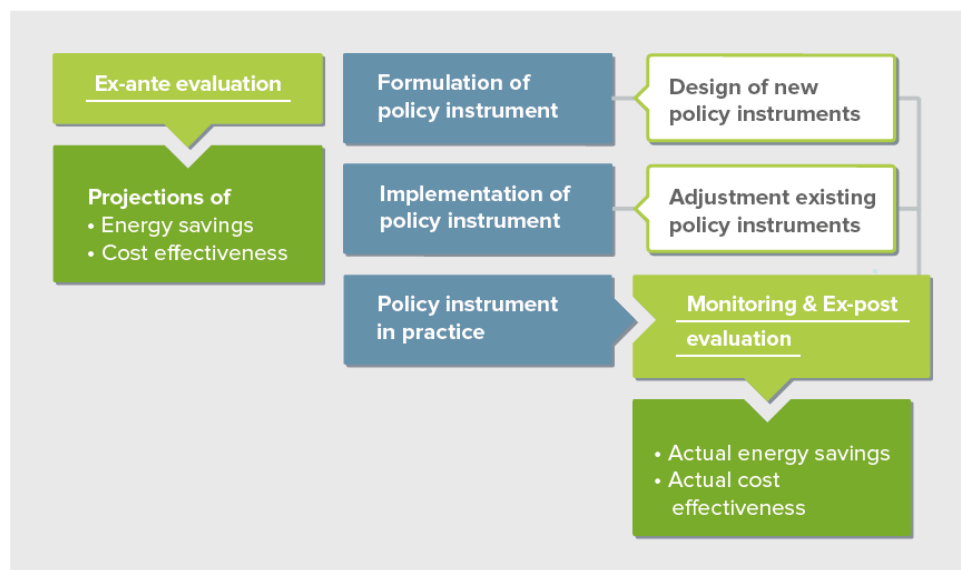 Ex-ante evaluation
Projections of
• Energy savings
• Cost effectiveness
Formulation of
policy instrument
Design of new
policy instruments
Implementation of
policy instrument
Adjustment existing
policy instruments
Policy instrument
in practice
Monitoring & Ex-post
evaluation
• Actual energy savings
• Actual cost
effectiveness